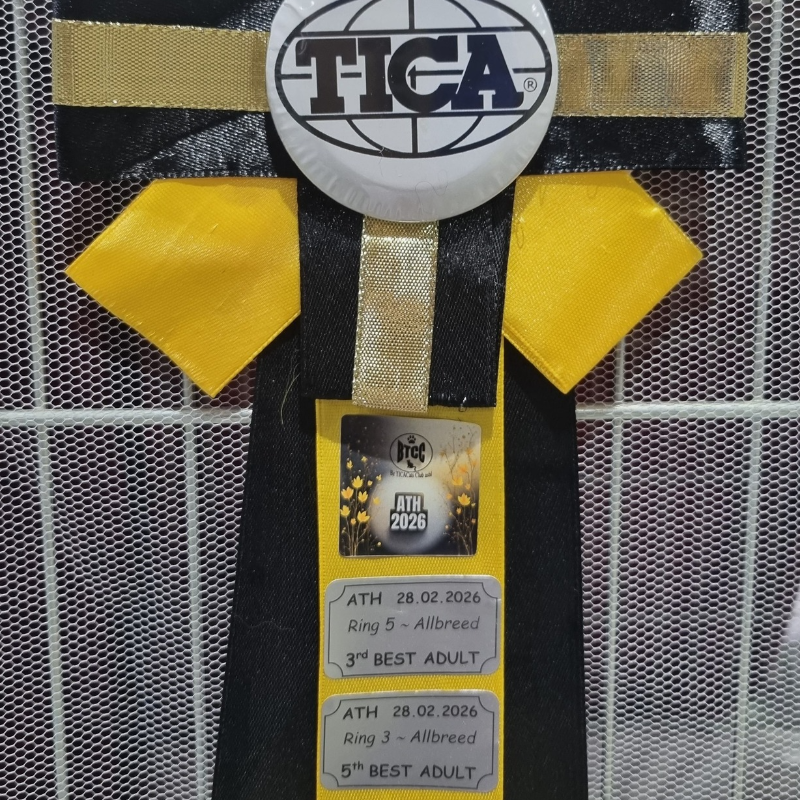 TICA®
BTCC
ATH
2026
ATH 28.02.2026
Ring 5 ~ Allbreed
3rd BEST ADULT
ATH 28.02.2026
Ring 3 ~ Allbreed
5th BEST ADULT